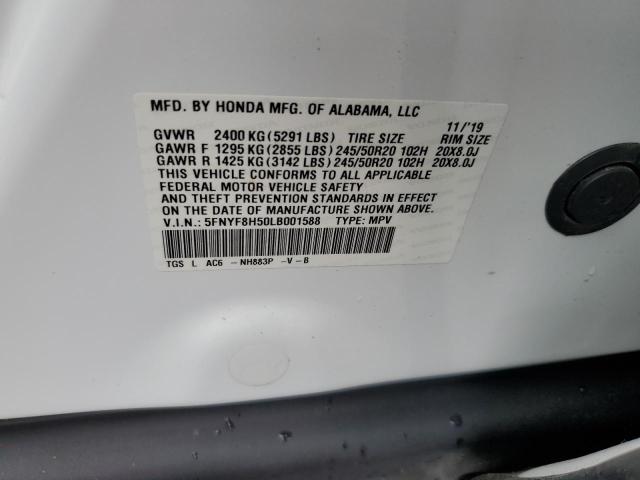 MFD. BY HONDA MFG. OF ALABAMA, LLC 11/'19
GVWR 2400 KG (5291 LBS) TIRE SIZE RIM SIZE
GAWR F 1295 KG (2855 LBS) 245/50R20 102H 20X8.0J
GAWR R 1425 KG (3142 LBS) 245/50R20 102H 20X8.0J
THIS VEHICLE CONFORMS TO ALL APPLICABLE
FEDERAL MOTOR VEHICLE SAFETY
AND THEFT PREVENTION STANDARDS IN EFFECT
ON THE DATE OF MANUFACTURE SHOWN ABOVE.
V.I.N.: 5FNYF8H50LB001588 TYPE: MPV
TGS L AC6 -NH883P -V-B